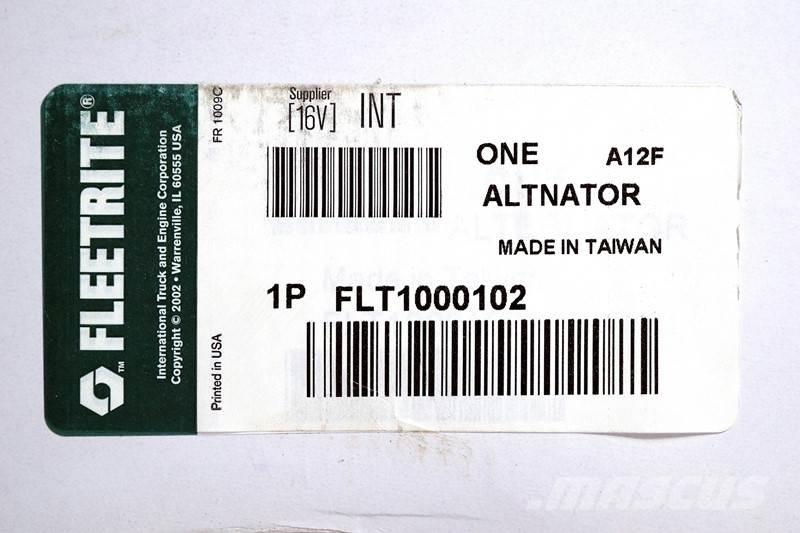 FLEETRITE®
TM
International Truck and Engine Corporation
Copyright © 2002 • Warrenville, IL 60555 USA
FR 1009C
Printed in USA
Supplier
[16V] INT
ONE A12F
ALTNATOR
MADE IN TAIWAN
1P FLT1000102
MASCUS